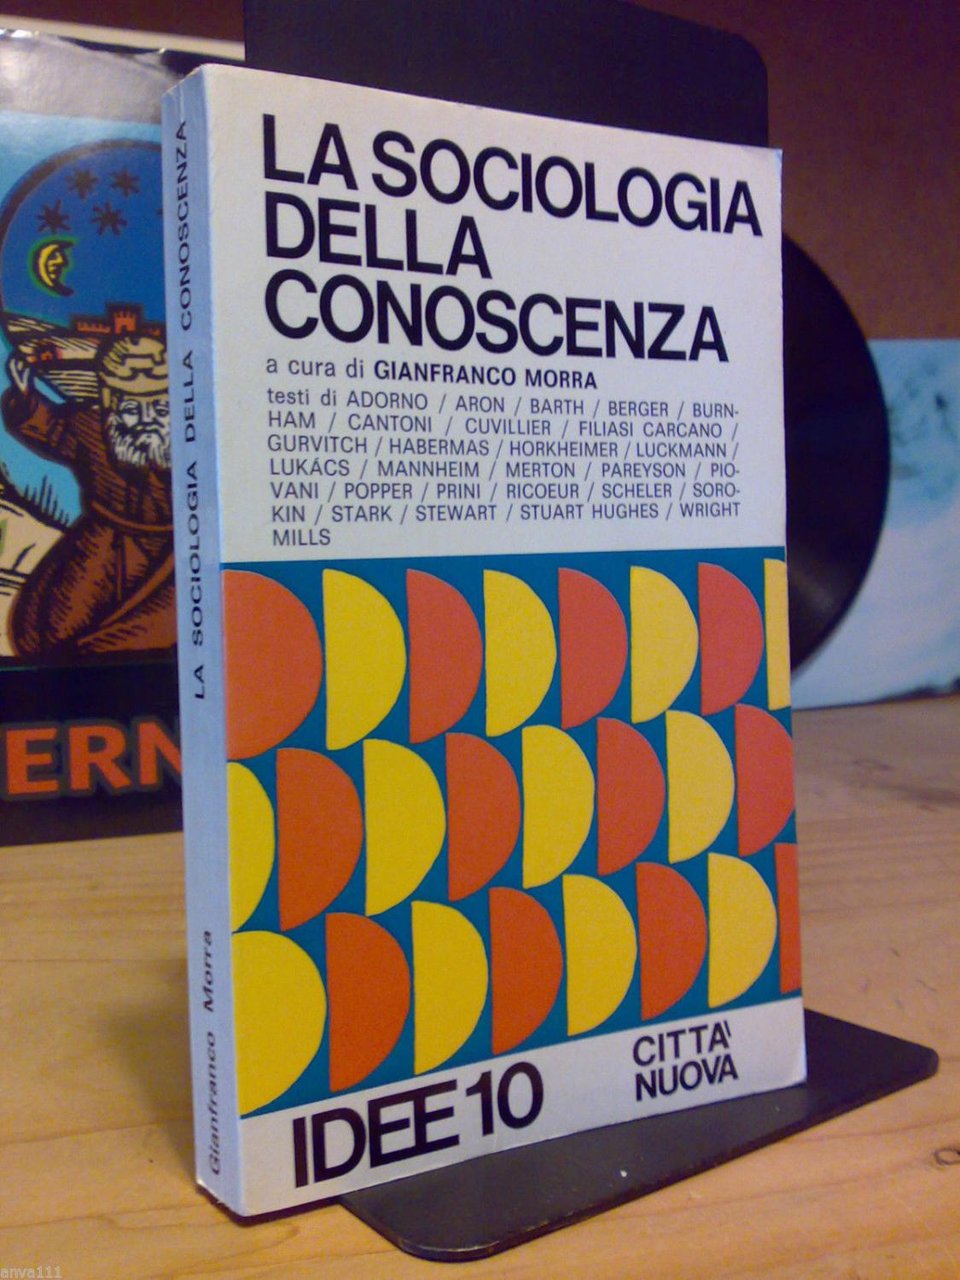 LA SOCIOLOGIA
DELLA
CONOSCENZA
a cura di GIANFRANCO MORRA
testi di ADORNO / ARON / BARTH / BERGER / BURN-
HAM / CANTONI / CUVILLIER / FILIASI CARCANO /
GURVITCH / HABERMAS / HORKHEIMER / LUCKMANN /
LUKÁCS / MANNHEIM / MERTON / PAREYSON / PIO-
VANI / POPPER / PRINI / RICOEUR / SCHELER / SORO-
KIN / STARK / STEWART / STUART HUGHES / WRIGHT
MILLS
IDEE 10
CITTA'
NUOVA
LA SOCIOLOGIA DELLA CONOSCENZA
Gianfranco Morra
ERN
anva111